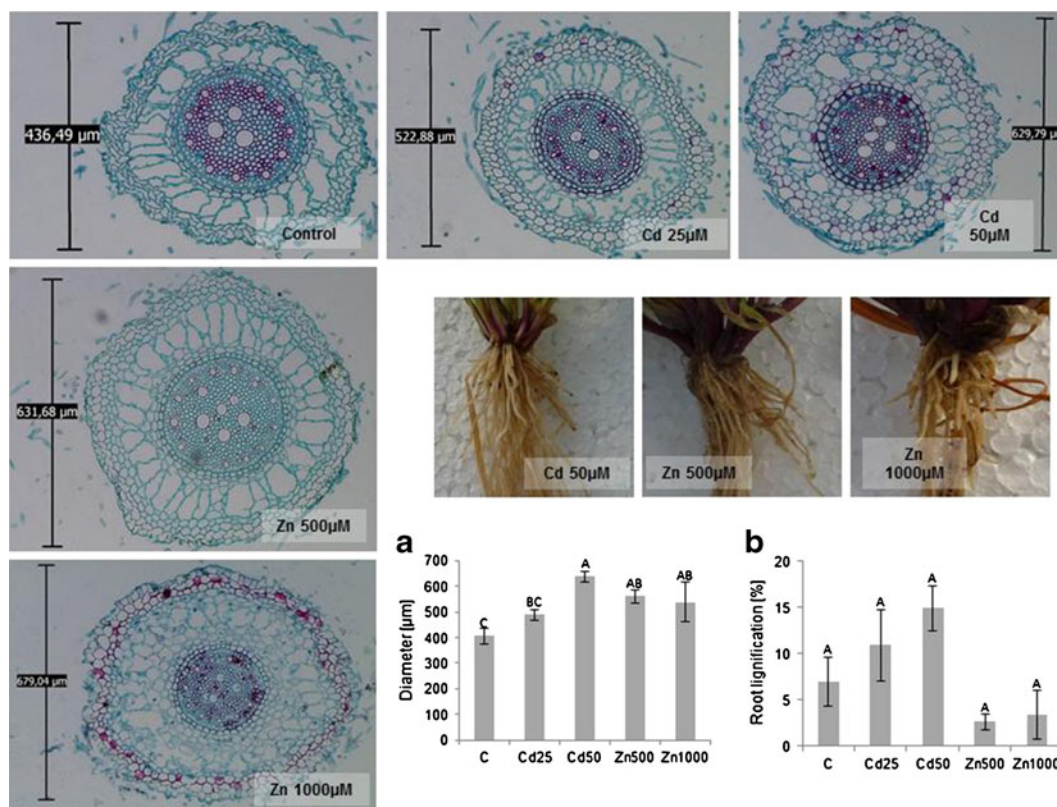 436,49 µm
Control
522,88 µm
Cd 25µM
629,79 µ
Cd
50µM
631,68 µm
Zn 500µM
Cd 50µM
Zn 500µM
Zn
1000µM
679,04 µm
Zn 1000µM
a
Diameter [µm]
800
700
600
500
400
300
200
100
0
C
BC
A
AB
AB
C
Cd25
Cd50
Zn500
Zn1000
b
Root lignification [%]
20
15
10
5
0
A
A
A
A
A
C
Cd25
Cd50
Zn500
Zn1000